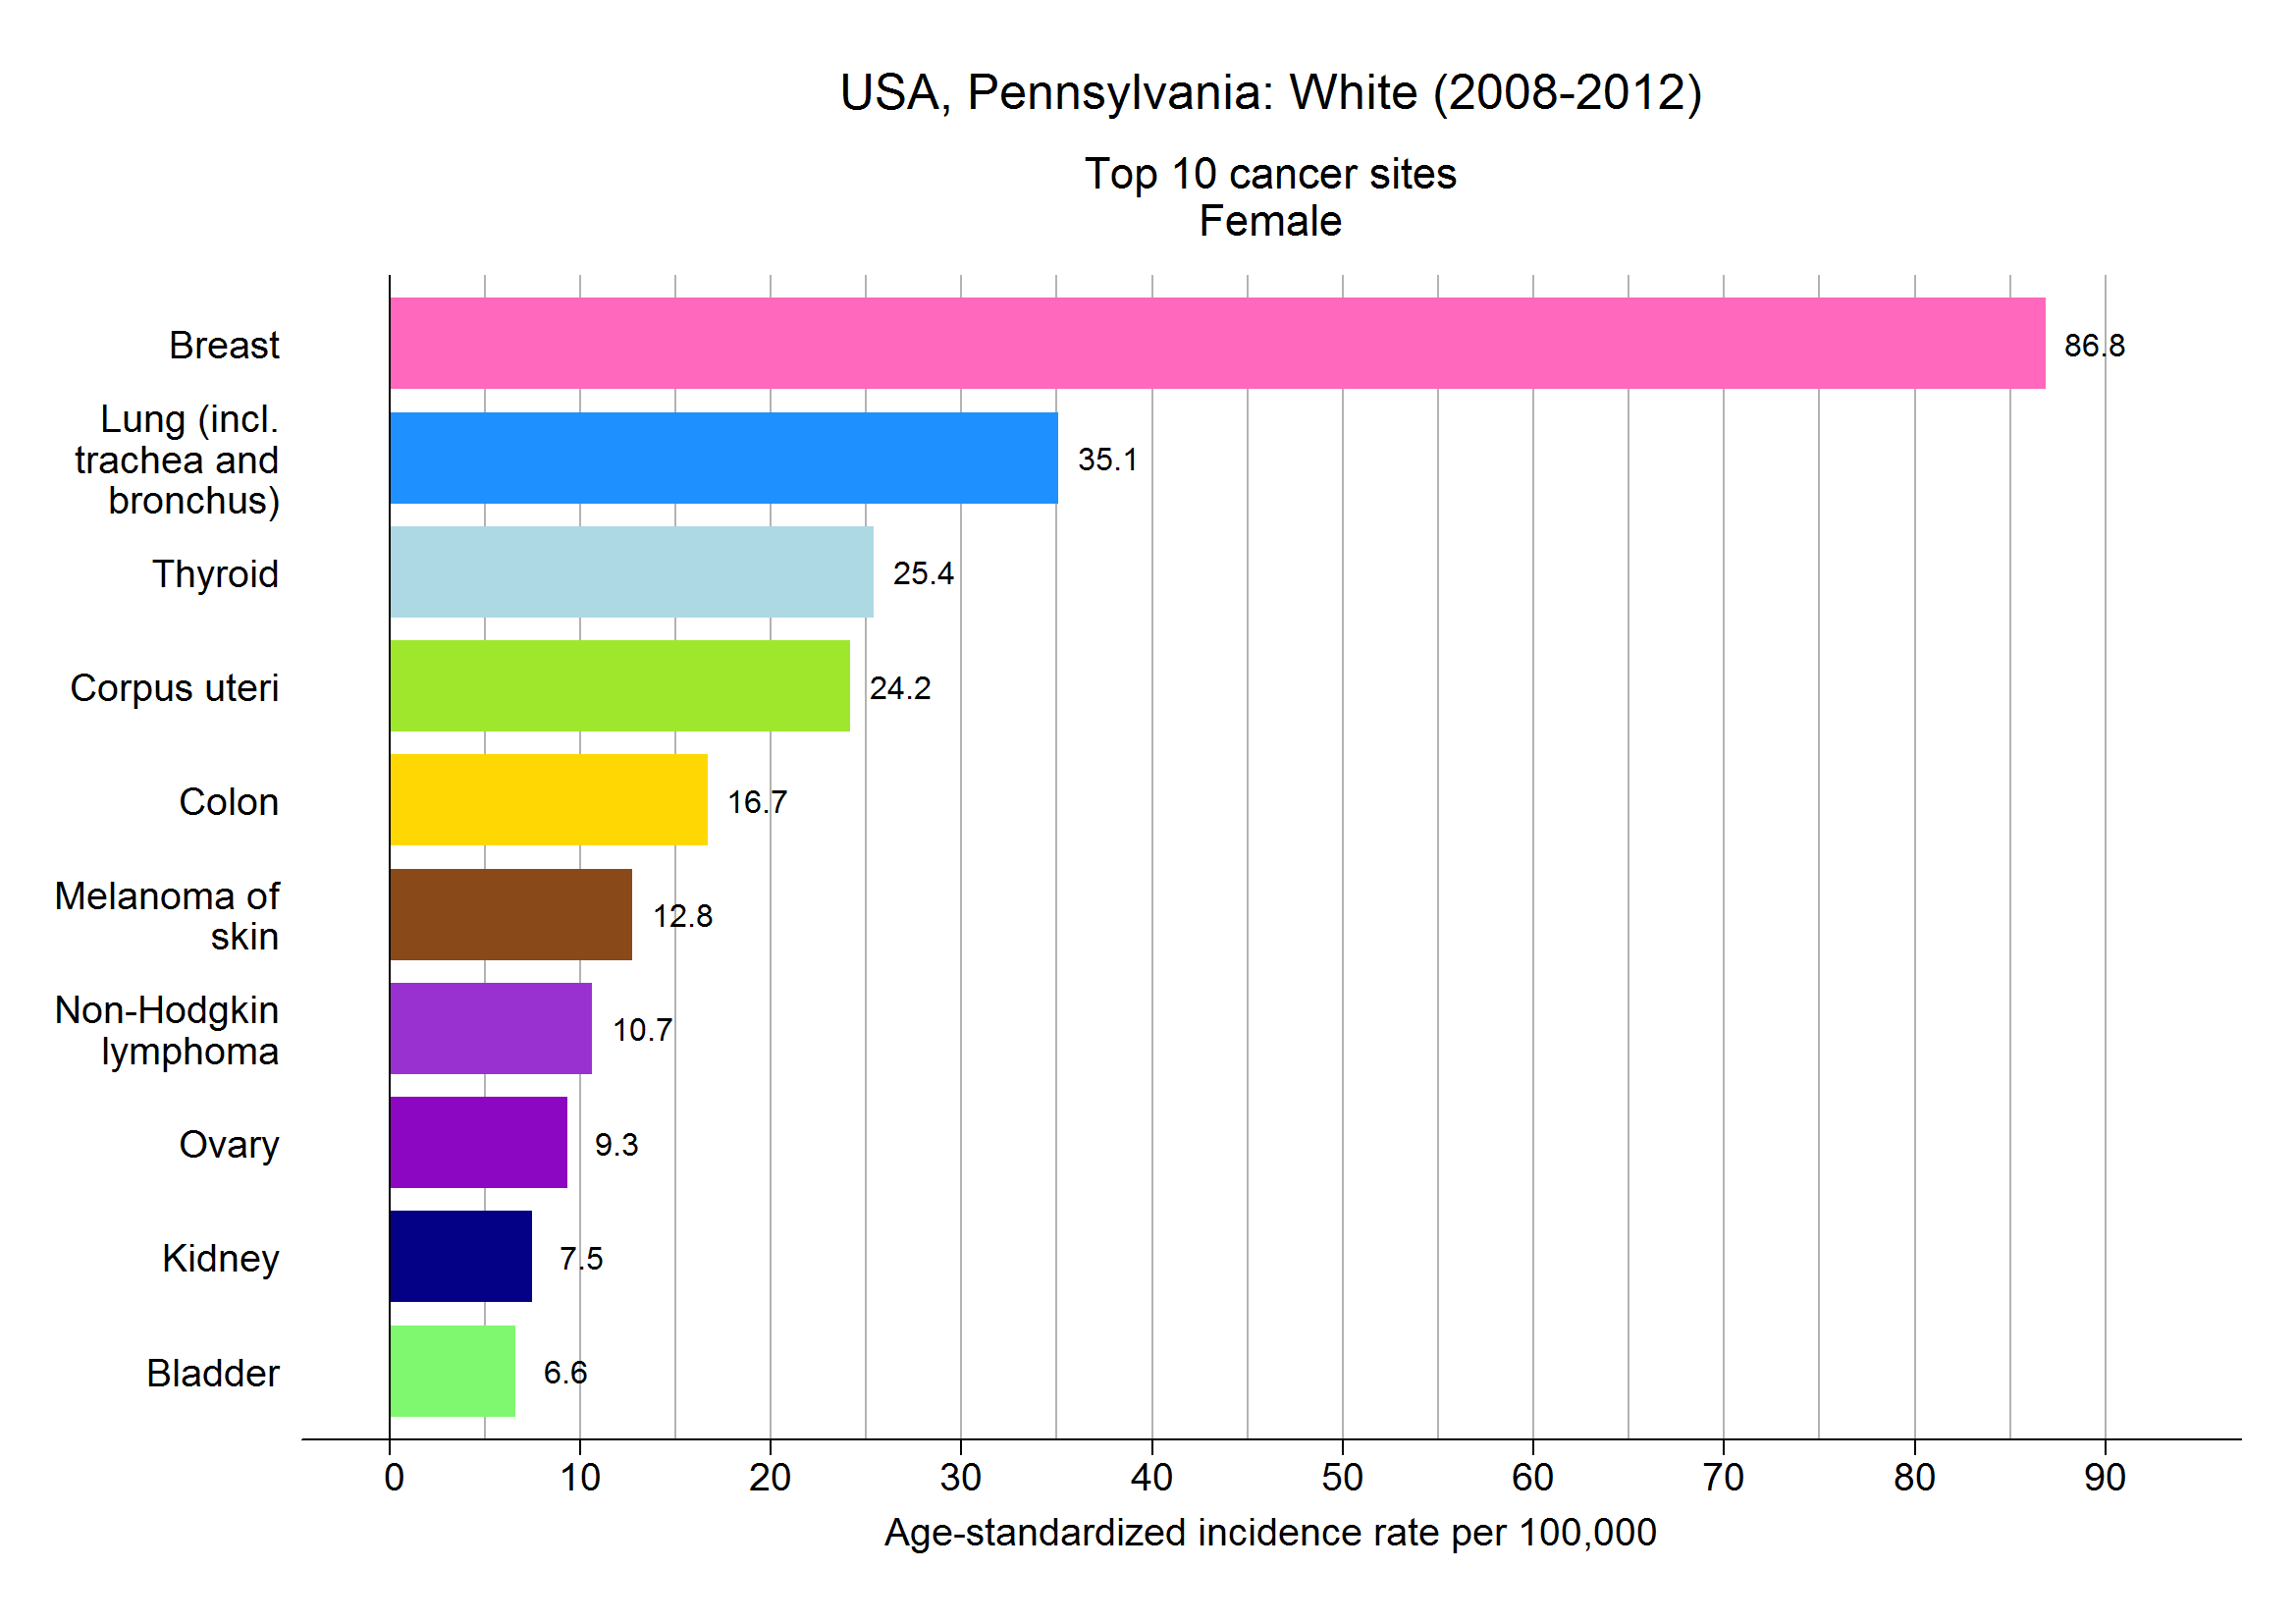 USA, Pennsylvania: White (2008-2012)
Top 10 cancer sites
Female
Breast
86.8
Lung (incl.
trachea and
bronchus)
35.1
Thyroid
25.4
Corpus uteri
24.2
Colon
16.7
Melanoma of
skin
12.8
Non-Hodgkin
lymphoma
10.7
Ovary
9.3
Kidney
7.5
Bladder
6.6
0 10 20 30 40 50 60 70 80 90
Age-standardized incidence rate per 100,000